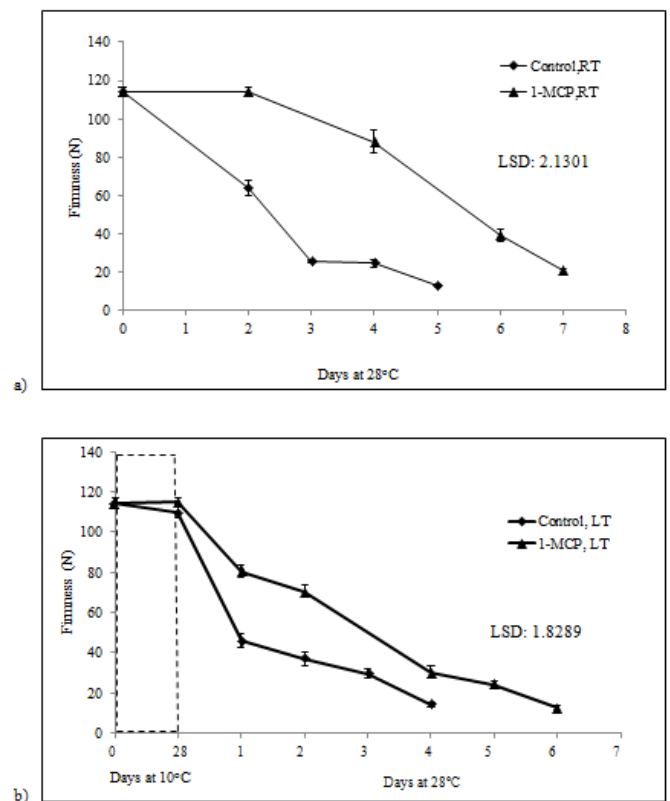 140
120
100
80
60
40
20
0
Firmness (N)
Control,RT
1-MCP,RT
LSD: 2.1301
0 1 2 3 4 5 6 7 8
Days at 28°C
a)
140
120
100
80
60
40
20
0
Firmness (N)
Control, LT
1-MCP, LT
LSD: 1.8289
0 28 1 2 3 4 5 6 7
Days at 10°C Days at 28°C
b)